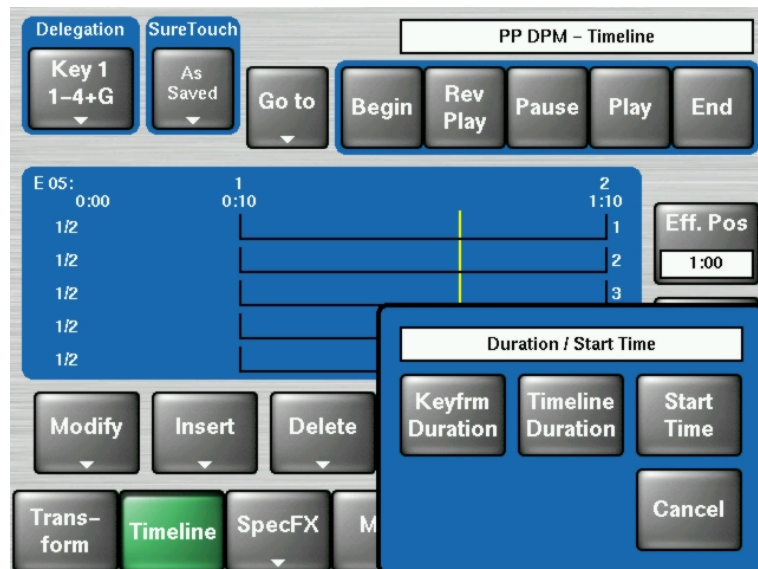 Delegation
SureTouch
PP DPM – Timeline
Key 1
1–4+G
As
Saved
Go to
Begin
Rev
Play
Pause
Play
End
E 05:
1
2
0:00
0:10
1:10
1/2
1
1/2
2
1/2
3
1/2
1/2
Eff. Pos
1:00
Duration / Start Time
Keyfrm
Duration
Timeline
Duration
Start
Time
Cancel
Modify
Insert
Delete
Trans–
form
Timeline
SpecFX
M